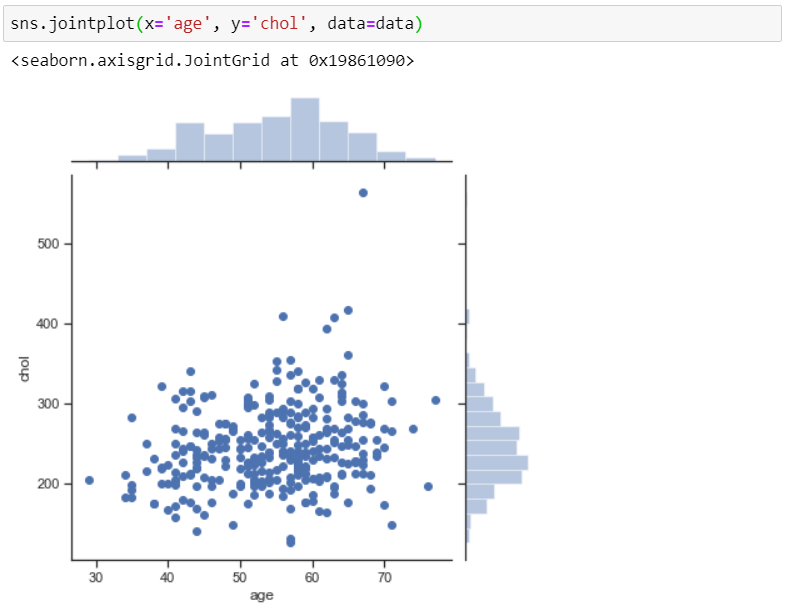 sns.jointplot(x='age', y='chol', data=data)
<seaborn.axisgrid.JointGrid at 0x19861090>
500
400
300
200
chol
30 40 50 60 70
age